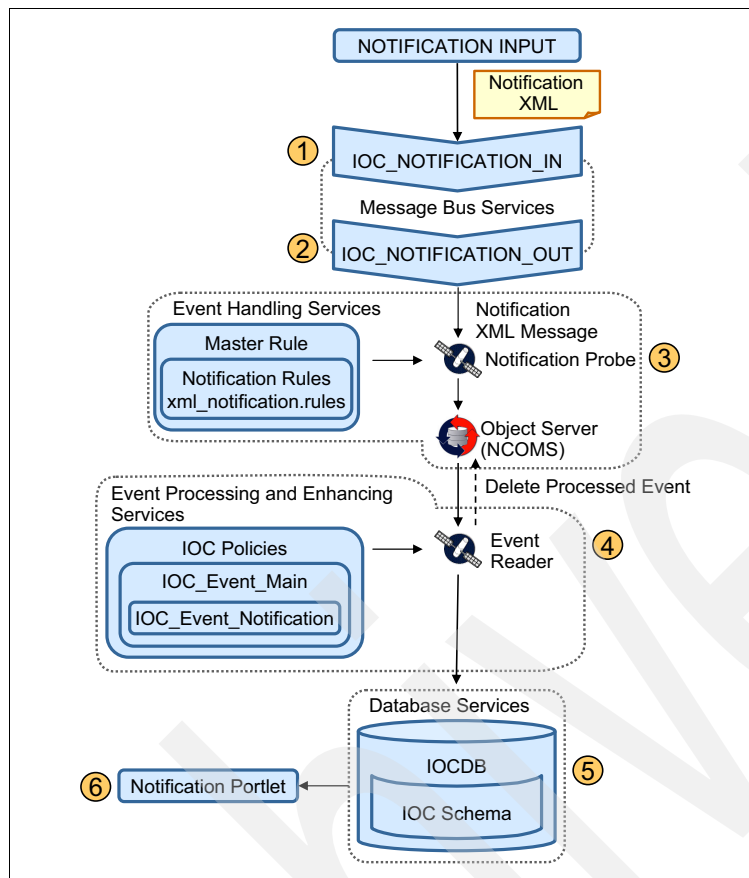 NOTIFICATION INPUT
Notification
XML
1
IOC_NOTIFICATION_IN
Message Bus Services
2
IOC_NOTIFICATION_OUT
Event Handling Services
Notification
XML Message
Master Rule
Notification Rules
xml_notification.rules
Notification Probe
3
Object Server
(NCOMS)
Delete Processed Event
Event Processing and Enhancing
Services
IOC Policies
IOC_Event_Main
IOC_Event_Notification
Event
Reader
4
Database Services
IOCDB
IOC Schema
5
6
Notification Portlet